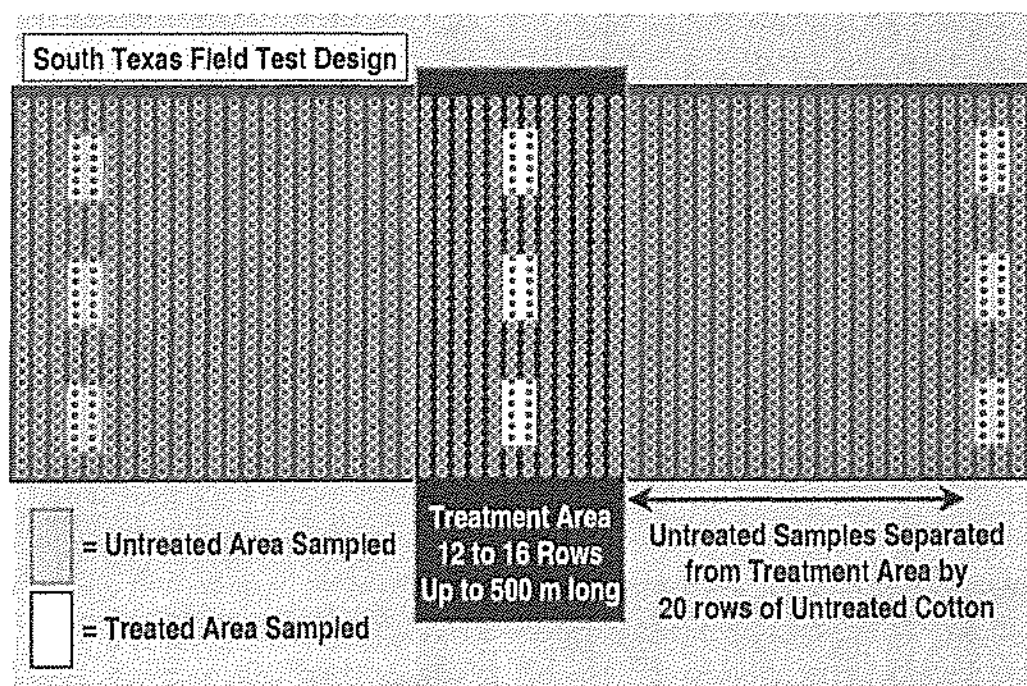 South Texas Field Test Design
Treatment Area
12 to 16 Rows
Up to 500 m long
Untreated Samples Separated
from Treatment Area by
20 rows of Untreated Cotton
= Untreated Area Sampled
= Treated Area Sampled